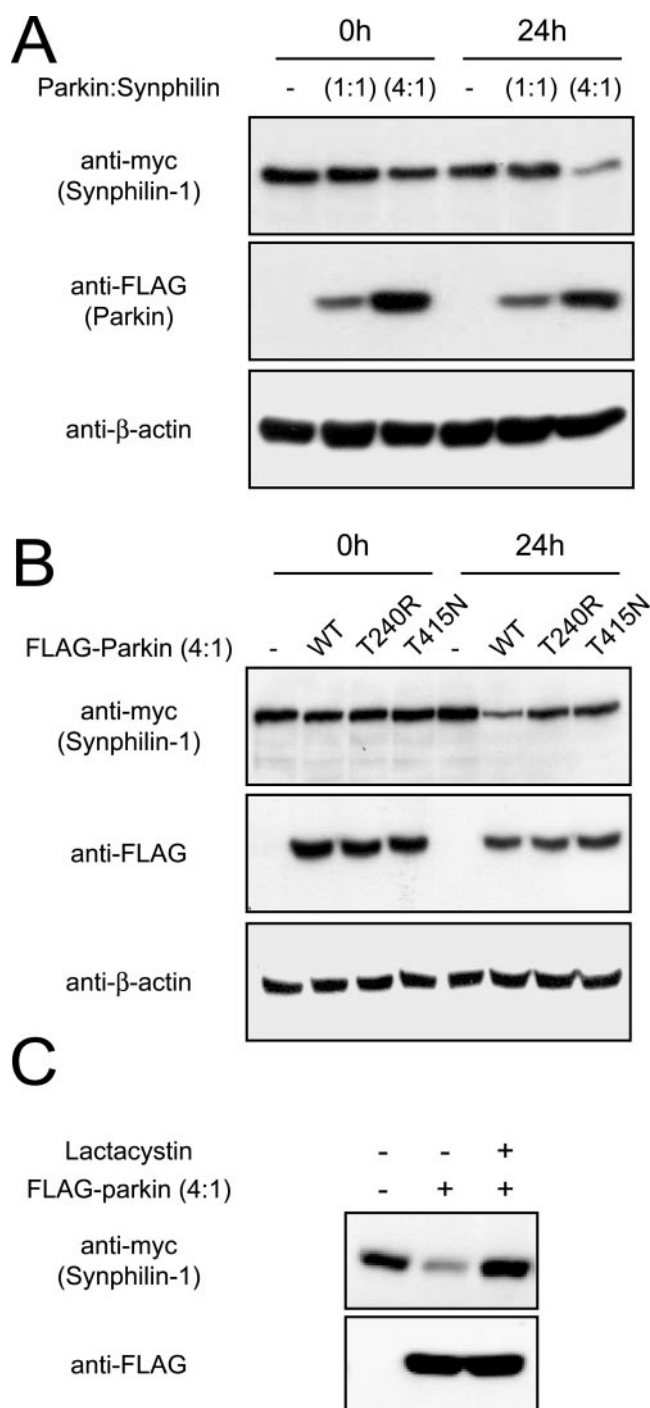 A
0h 24h
Parkin:Synphilin - (1:1) (4:1) - (1:1) (4:1)
anti-myc
(Synphilin-1)
anti-FLAG
(Parkin)
anti-β-actin
B
0h 24h
FLAG-Parkin (4:1) - WT T240R T415N - WT T240R T415N
anti-myc
(Synphilin-1)
anti-FLAG
anti-β-actin
C
Lactacystin - - +
FLAG-parkin (4:1) - + +
anti-myc
(Synphilin-1)
anti-FLAG